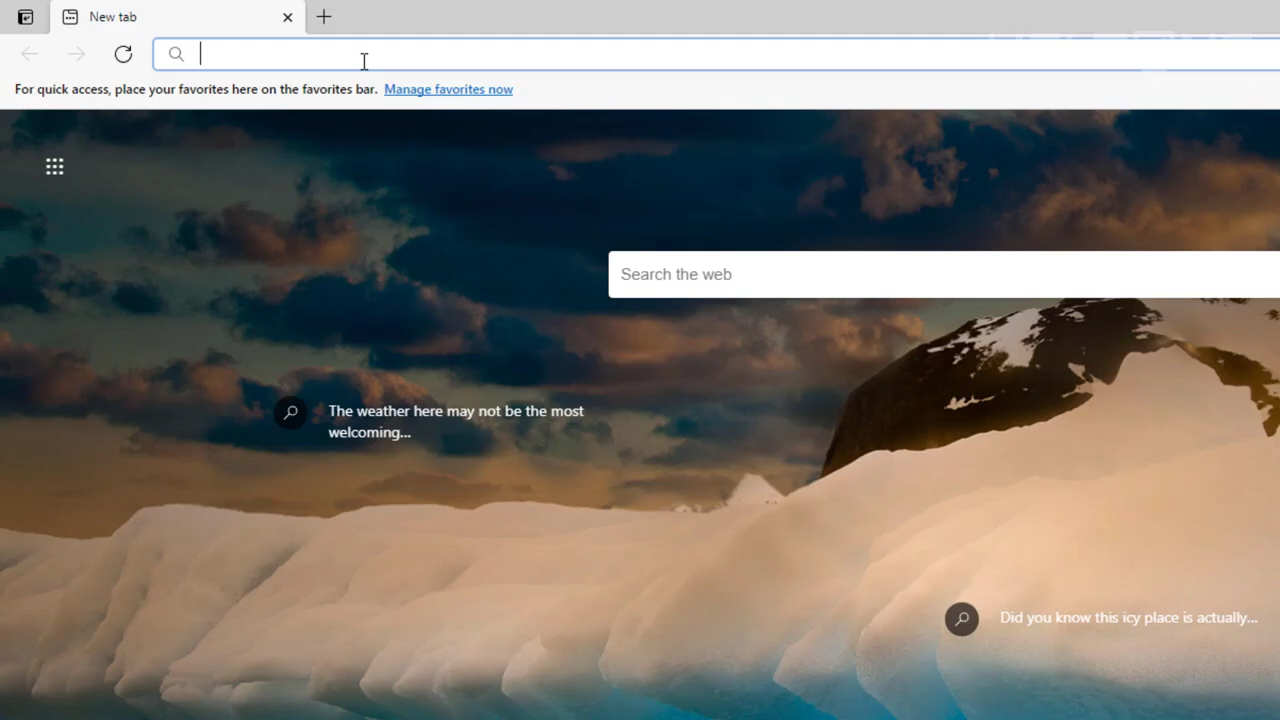 New tab
For quick access, place your favorites here on the favorites bar. Manage favorites now
Search the web
The weather here may not be the most
welcoming...
Did you know this icy place is actually...